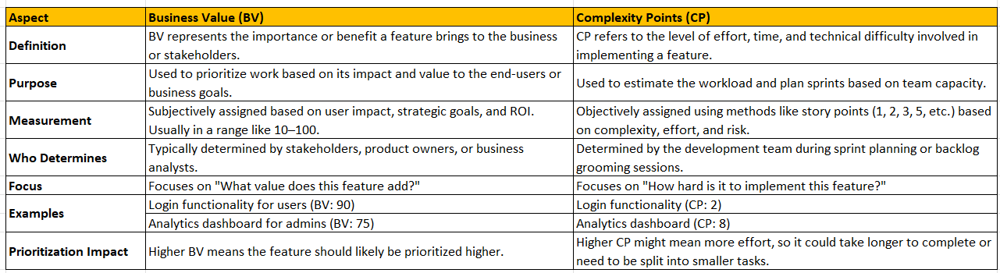 Aspect Business Value (BV) Complexity Points (CP)
Definition
BV represents the importance or benefit a feature brings to the business
or stakeholders.
CP refers to the level of effort, time, and technical difficulty involved in
implementing a feature.
Purpose
Used to prioritize work based on its impact and value to the end-users or
business goals.
Used to estimate the workload and plan sprints based on team capacity.
Measurement
Subjectively assigned based on user impact, strategic goals, and ROI.
Usually in a range like 10–100.
Objectively assigned using methods like story points (1, 2, 3, 5, etc.) based
on complexity, effort, and risk.
Who Determines
Typically determined by stakeholders, product owners, or business
analysts.
Determined by the development team during sprint planning or backlog
grooming sessions.
Focus
Focuses on "What value does this feature add?"
Focuses on "How hard is it to implement this feature?"
Examples
Login functionality for users (BV: 90)
Login functionality (CP: 2)
Analytics dashboard for admins (BV: 75)
Analytics dashboard (CP: 8)
Prioritization Impact
Higher BV means the feature should likely be prioritized higher.
Higher CP might mean more effort, so it could take longer to complete or
need to be split into smaller tasks.